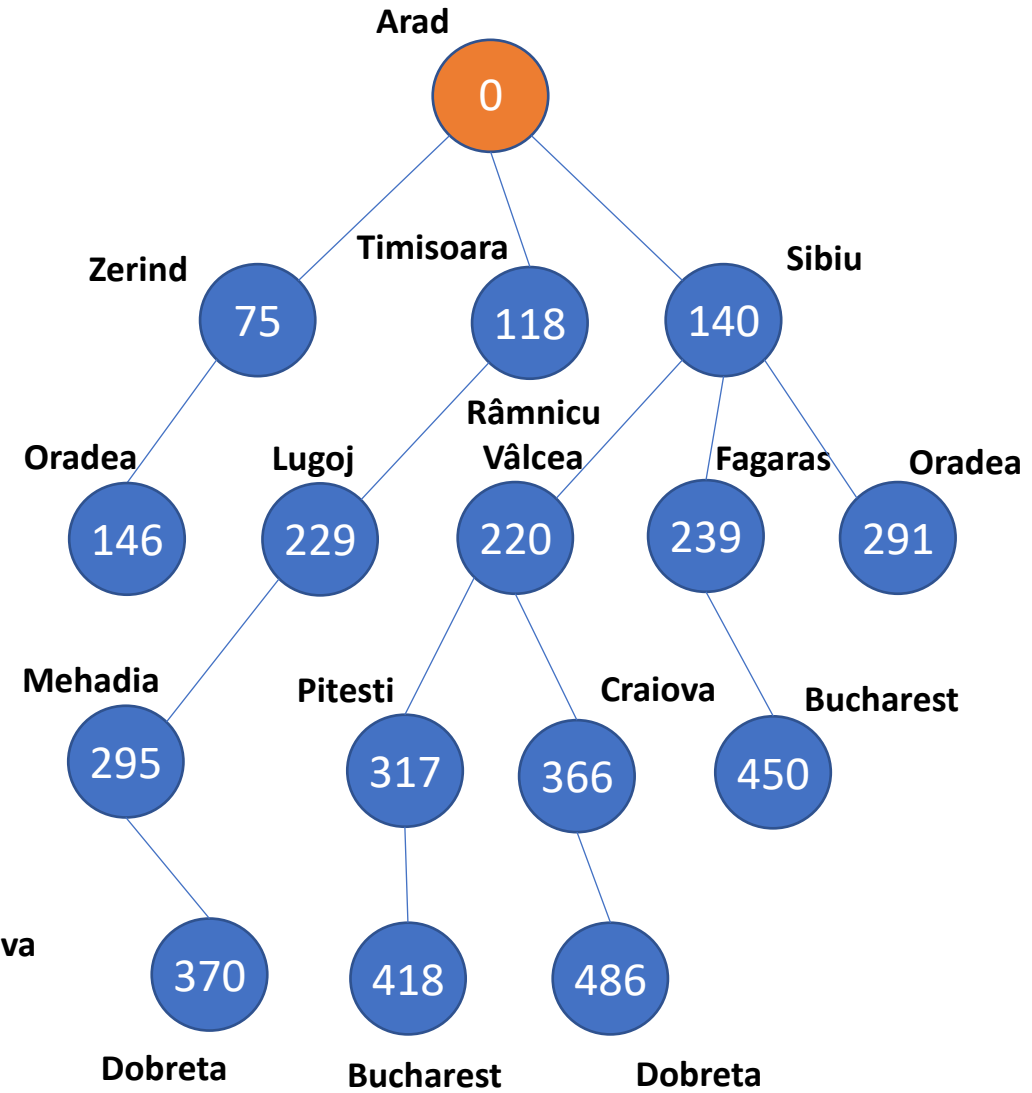 Arad
0
Timisoara
Sibiu
Zerind
75
118
140
Râmnicu
Oradea
Lugoj
Vâlcea
Fagaras
Oradea
146
229
220
239
291
Mehadia
Pitesti
Craiova
Bucharest
295
317
366
450
va
370
418
486
Dobreta
Bucharest
Dobreta